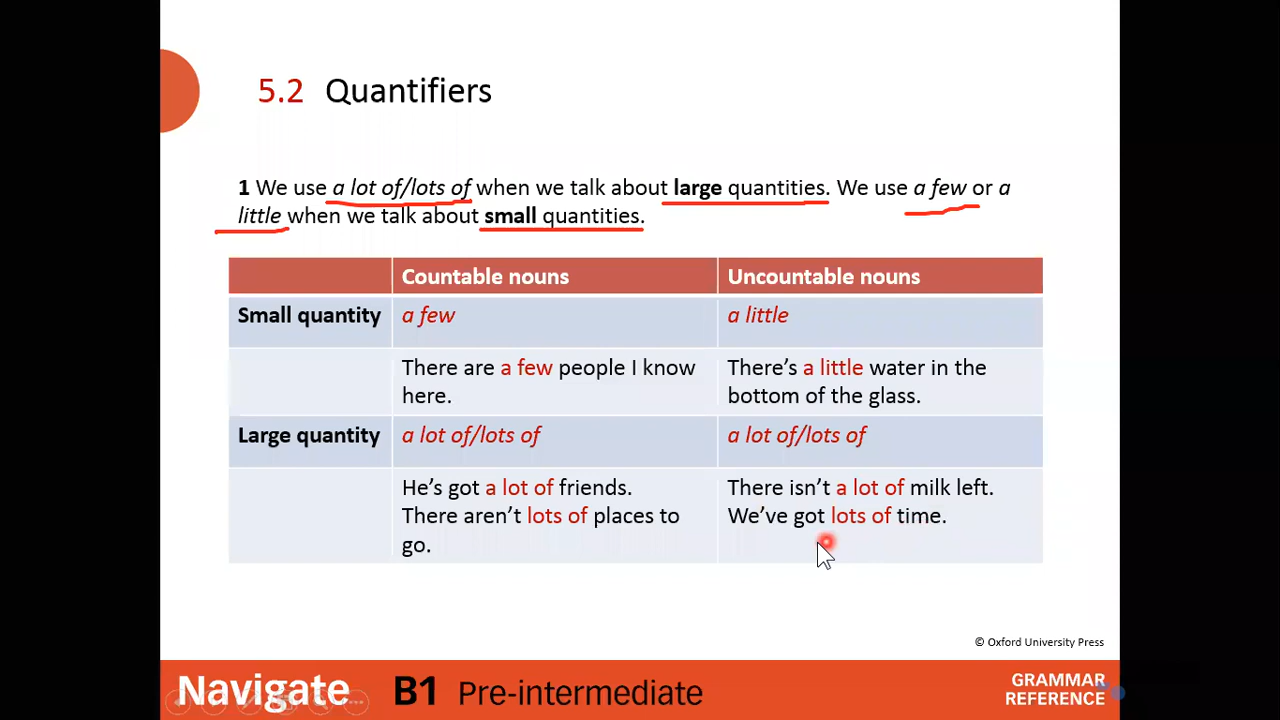 5.2 Quantifiers
1 We use a lot of/lots of when we talk about large quantities. We use a few or a
little when we talk about small quantities.
Countable nouns
Uncountable nouns
Small quantity
a few
a little
There are a few people I know
here.
There's a little water in the
bottom of the glass.
Large quantity
a lot of/lots of
a lot of/lots of
He's got a lot of friends.
There aren't lots of places to
go.
There isn't a lot of milk left.
We've got lots of time.
© Oxford University Press
Navigate B1 Pre-intermediate
GRAMMAR
REFERENCE